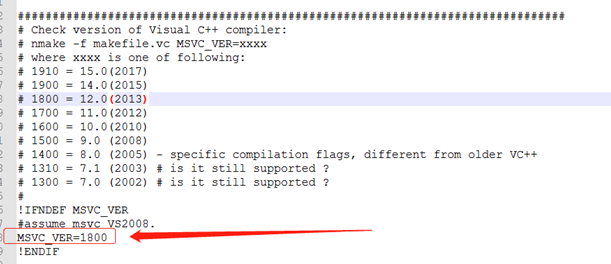 ############################################################################
# Check version of Visual C++ compiler:
# nmake -f makefile.vc MSVC_VER=xxxx
# where xxxx is one of following:
# 1910 = 15.0(2017)
# 1900 = 14.0(2015)
# 1800 = 12.0(2013)
# 1700 = 11.0(2012)
# 1600 = 10.0(2010)
# 1500 = 9.0 (2008)
# 1400 = 8.0 (2005) - specific compilation flags, different from older VC++
# 1310 = 7.1 (2003) # is it still supported ?
# 1300 = 7.0 (2002) # is it still supported ?
#
!IFNDEF MSVC_VER
#assume msvc VS2008.
MSVC_VER=1800
!ENDIF